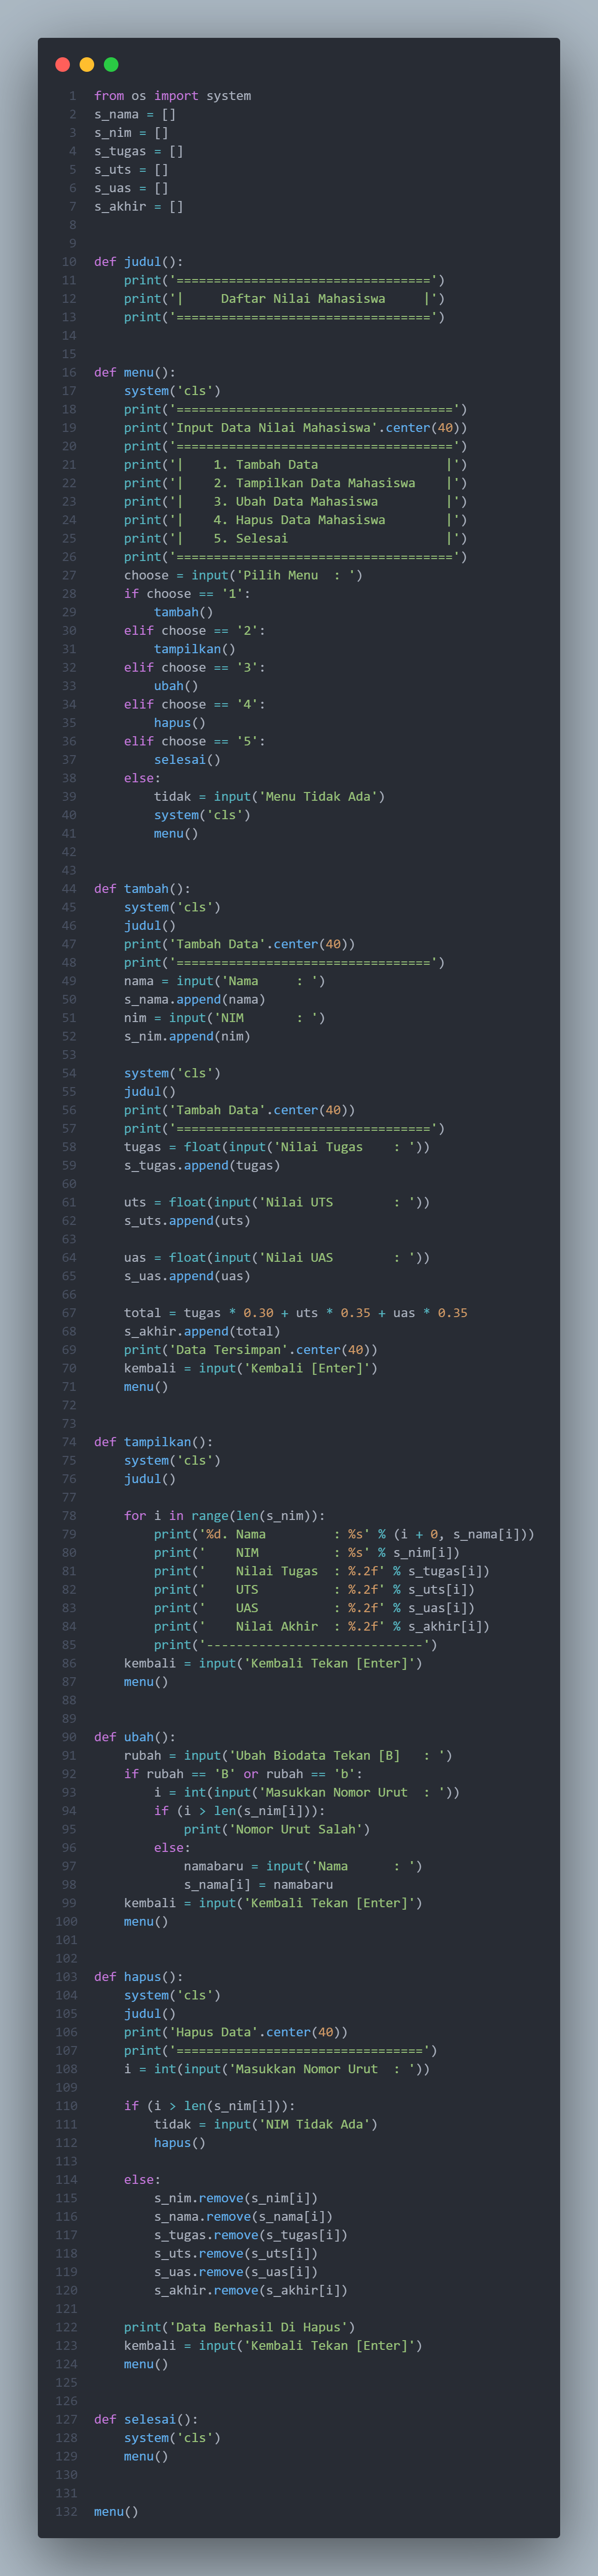 1 from os import system
2 s_nama = []
3 s_nim = []
4 s_tugas = []
5 s_uts = []
6 s_uas = []
7 s_akhir = []
8
9
10 def judul():
11     print('==================================')
12     print('|     Daftar Nilai Mahasiswa     |')
13     print('==================================')
14
15
16 def menu():
17     system('cls')
18     print('=====================================')
19     print('Input Data Nilai Mahasiswa'.center(40))
20     print('=====================================')
21     print('|    1. Tambah Data                 |')
22     print('|    2. Tampilkan Data Mahasiswa    |')
23     print('|    3. Ubah Data Mahasiswa         |')
24     print('|    4. Hapus Data Mahasiswa        |')
25     print('|    5. Selesai                     |')
26     print('=====================================')
27     choose = input('Pilih Menu  : ')
28     if choose == '1':
29         tambah()
30     elif choose == '2':
31         tampilkan()
32     elif choose == '3':
33         ubah()
34     elif choose == '4':
35         hapus()
36     elif choose == '5':
37         selesai()
38     else:
39         tidak = input('Menu Tidak Ada')
40         system('cls')
41         menu()
42
43
44 def tambah():
45     system('cls')
46     judul()
47     print('Tambah Data'.center(40))
48     print('==================================')
49     nama = input('Nama     : ')
50     s_nama.append(nama)
51     nim = input('NIM       : ')
52     s_nim.append(nim)
53
54     system('cls')
55     judul()
56     print('Tambah Data'.center(40))
57     print('==================================')
58     tugas = float(input('Nilai Tugas    : '))
59     s_tugas.append(tugas)
60
61     uts = float(input('Nilai UTS        : '))
62     s_uts.append(uts)
63
64     uas = float(input('Nilai UAS        : '))
65     s_uas.append(uas)
66
67     total = tugas * 0.30 + uts * 0.35 + uas * 0.35
68     s_akhir.append(total)
69     print('Data Tersimpan'.center(40))
70     kembali = input('Kembali [Enter]')
71     menu()
72
73
74 def tampilkan():
75     system('cls')
76     judul()
77
78     for i in range(len(s_nim)):
79         print('%d. Nama         : %s' % (i + 0, s_nama[i]))
80         print('    NIM          : %s' % s_nim[i])
81         print('    Nilai Tugas  : %.2f' % s_tugas[i])
82         print('    UTS          : %.2f' % s_uts[i])
83         print('    UAS          : %.2f' % s_uas[i])
84         print('    Nilai Akhir  : %.2f' % s_akhir[i])
85         print('-----------------------------')
86     kembali = input('Kembali Tekan [Enter]')
87     menu()
88
89
90 def ubah():
91     rubah = input('Ubah Biodata Tekan [B]   : ')
92     if rubah == 'B' or rubah == 'b':
93         i = int(input('Masukkan Nomor Urut  : '))
94         if (i > len(s_nim[i])):
95             print('Nomor Urut Salah')
96         else:
97             namabaru = input('Nama      : ')
98             s_nama[i] = namabaru
99     kembali = input('Kembali Tekan [Enter]')
100     menu()
101
102
103 def hapus():
104     system('cls')
105     judul()
106     print('Hapus Data'.center(40))
107     print('=================================')
108     i = int(input('Masukkan Nomor Urut  : '))
109
110     if (i > len(s_nim[i])):
111         tidak = input('NIM Tidak Ada')
112         hapus()
113
114     else:
115         s_nim.remove(s_nim[i])
116         s_nama.remove(s_nama[i])
117         s_tugas.remove(s_tugas[i])
118         s_uts.remove(s_uts[i])
119         s_uas.remove(s_uas[i])
120         s_akhir.remove(s_akhir[i])
121
122     print('Data Berhasil Di Hapus')
123     kembali = input('Kembali Tekan [Enter]')
124     menu()
125
126
127 def selesai():
128     system('cls')
129     menu()
130
131
132 menu()